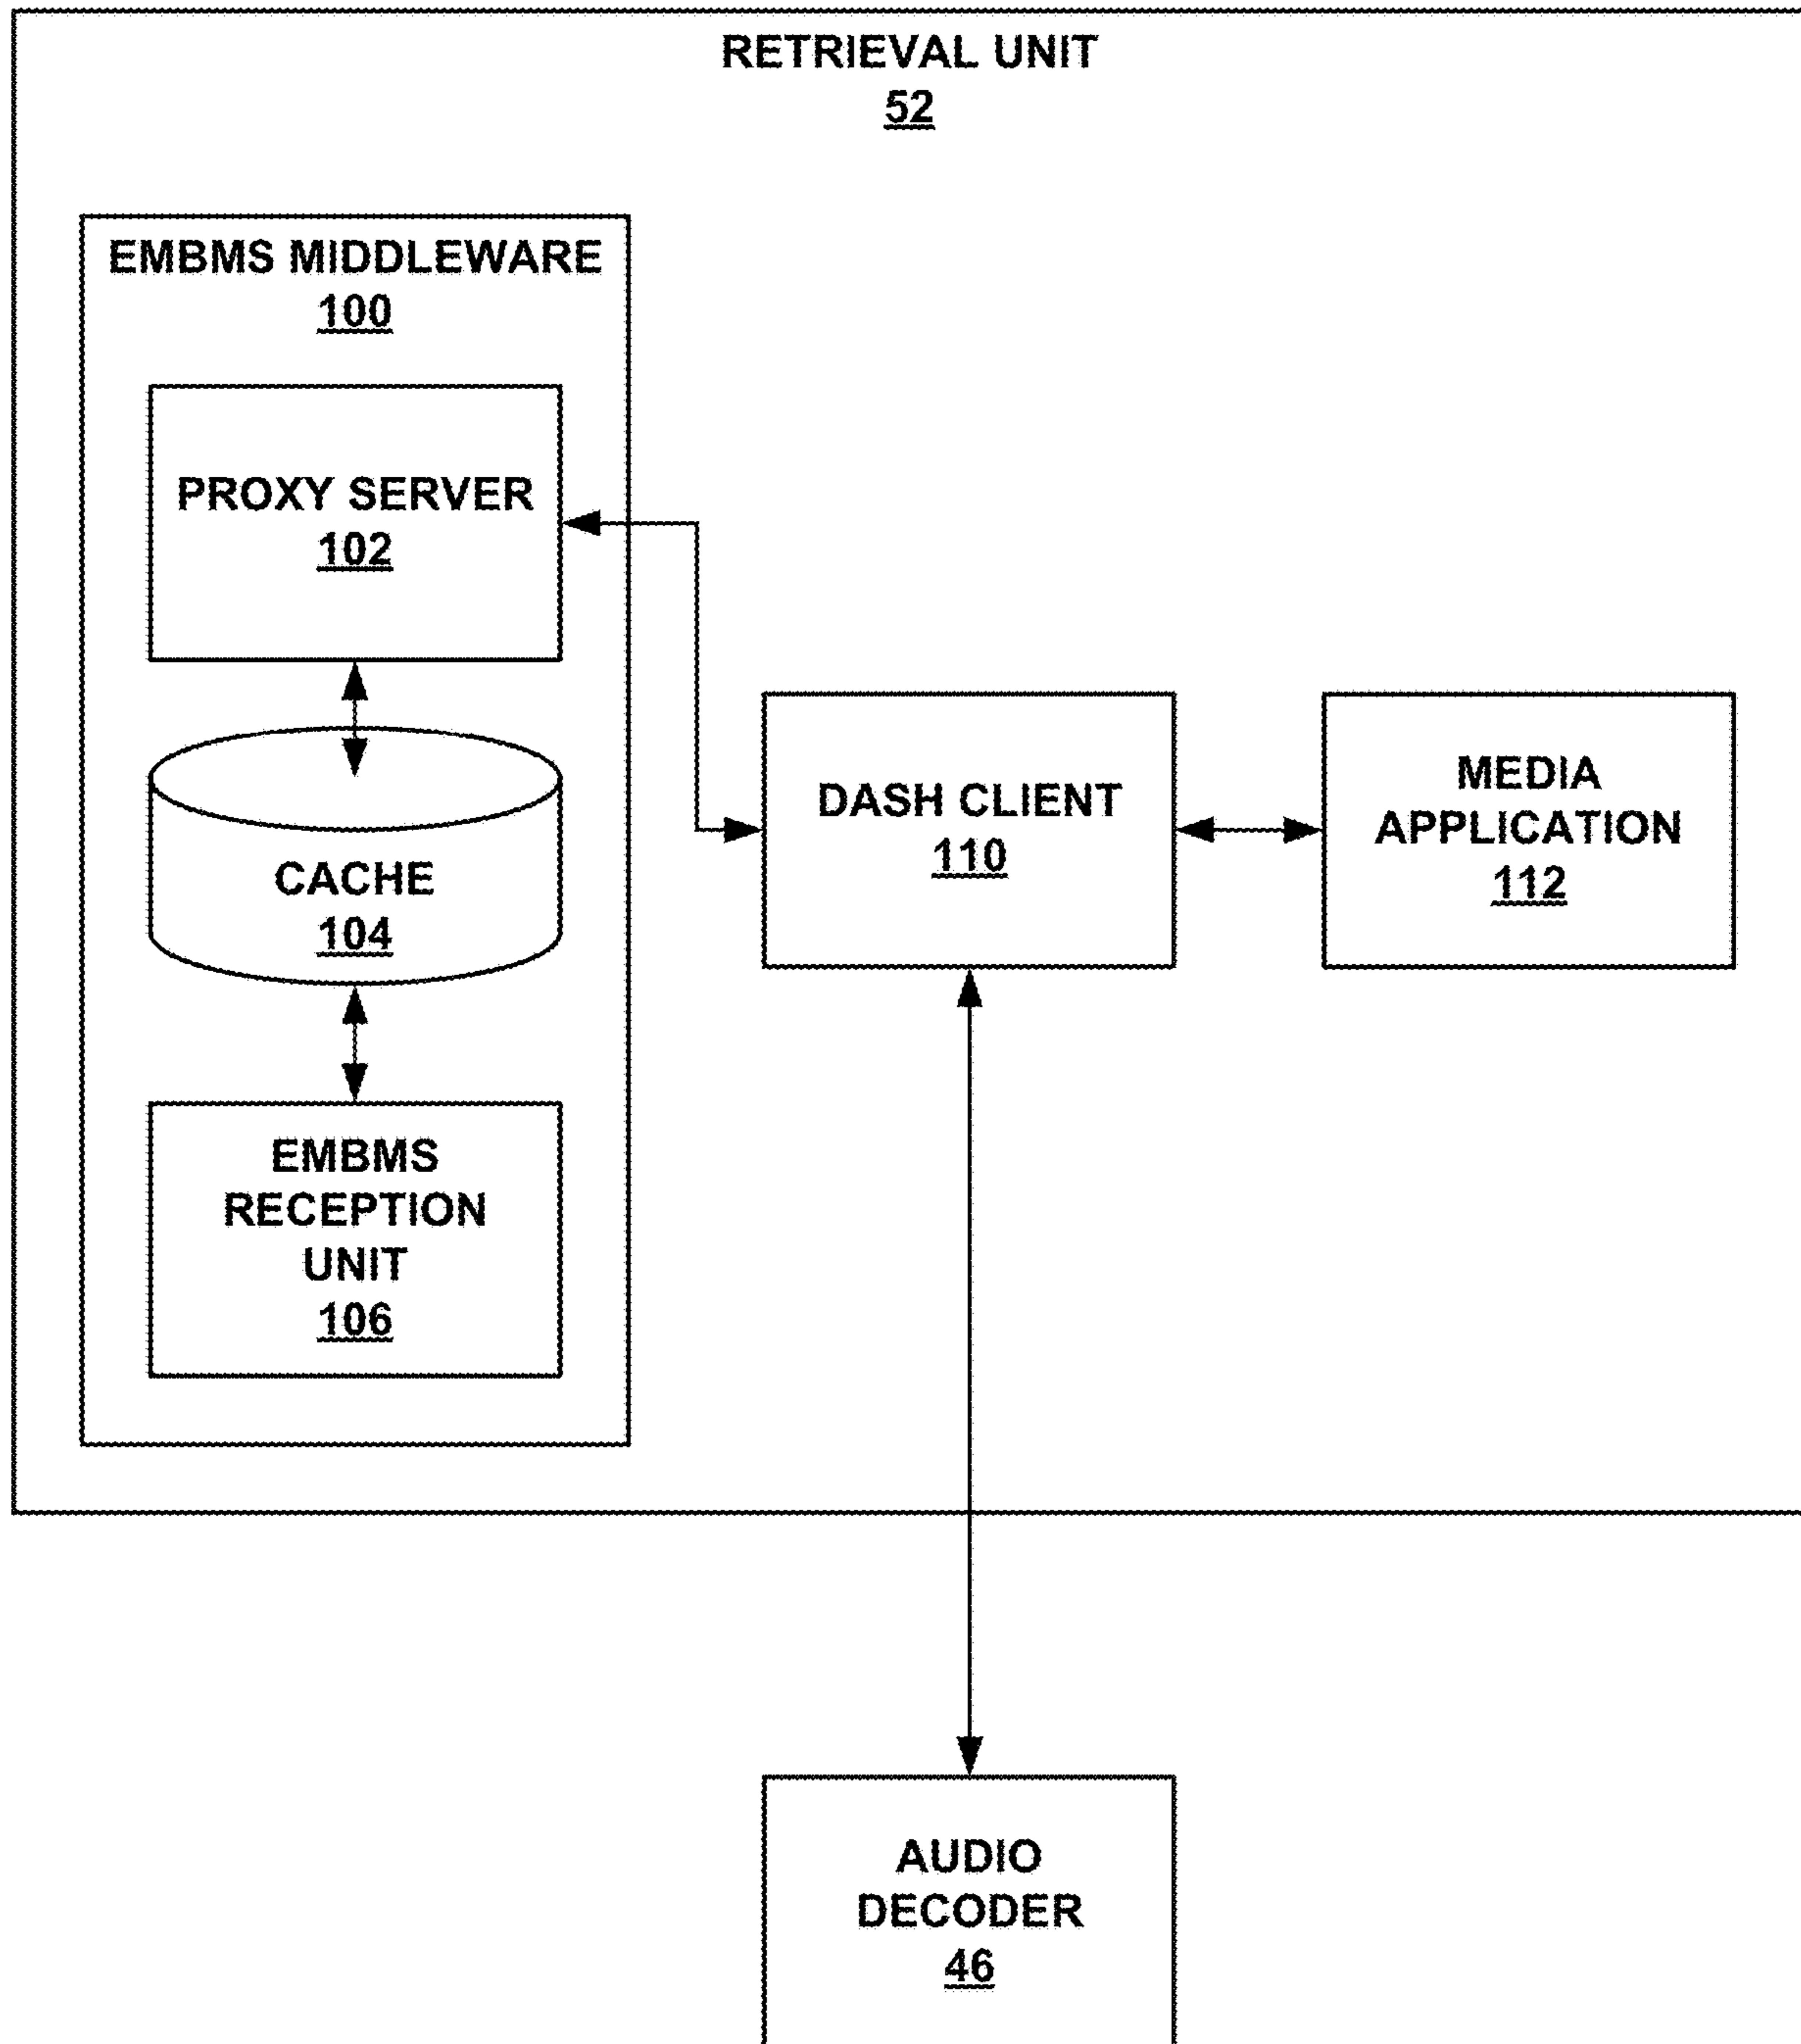 RETRIEVAL UNIT
52
EMBMS MIDDLEWARE
100
PROXY SERVER
102
CACHE
104
EMBMS
RECEPTION
UNIT
106
DASH CLIENT
110
MEDIA
APPLICATION
112
AUDIO
DECODER
46